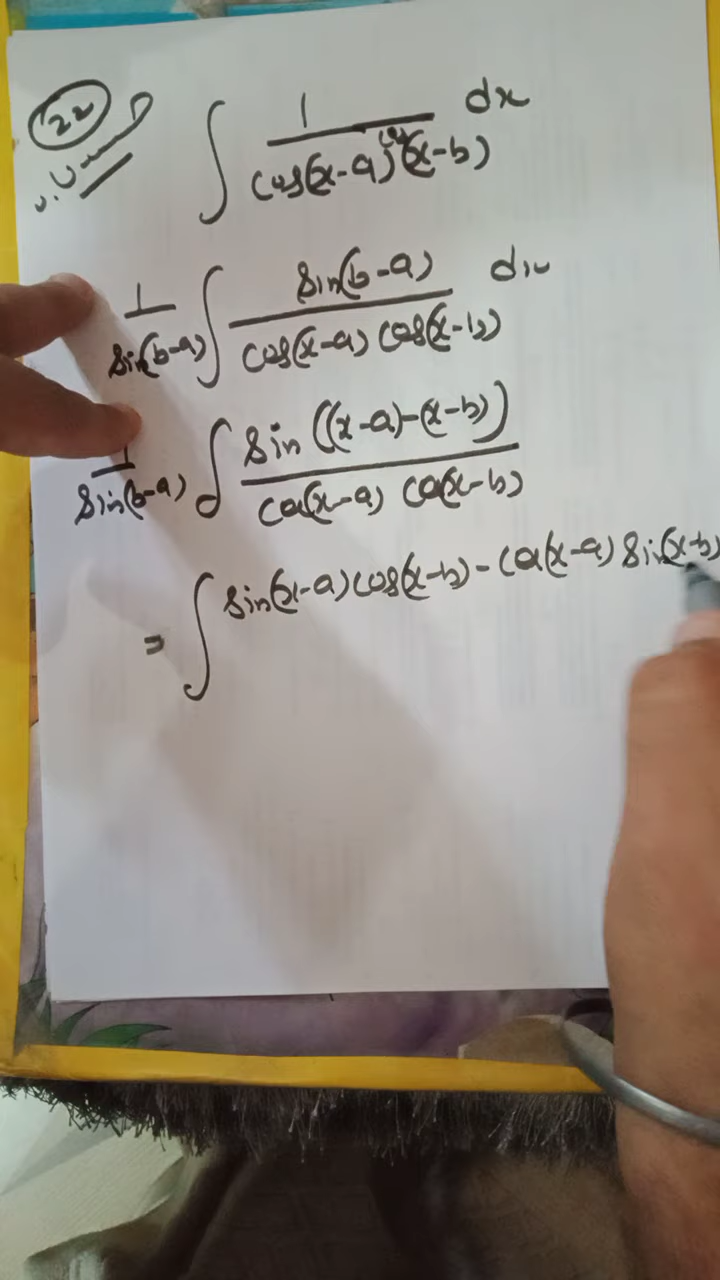 22
v.v
∫ 1/(cos(x-a) cos(x-b)) dx
1/sin(b-a) ∫ sin(b-a)/(cos(x-a) cos(x-b)) dx
1/sin(b-a) ∫ sin((x-a)-(x-b))/(cos(x-a) cos(x-b))
= ∫ sin(x-a)cos(x-b)-cos(x-a)sin(x-b)